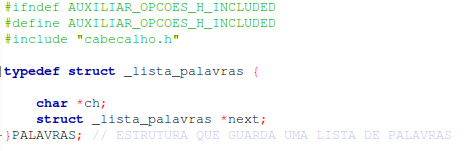 #ifndef AUXILIAR_OPCOES_H_INCLUDED
#define AUXILIAR_OPCOES_H_INCLUDED
#include "cabecalho.h"
typedef struct _lista_palavras {
char *ch;
struct _lista_palavras *next;
}PALAVRAS; // ESTRUTURA QUE GUARDA UMA LISTA DE PALAVRAS